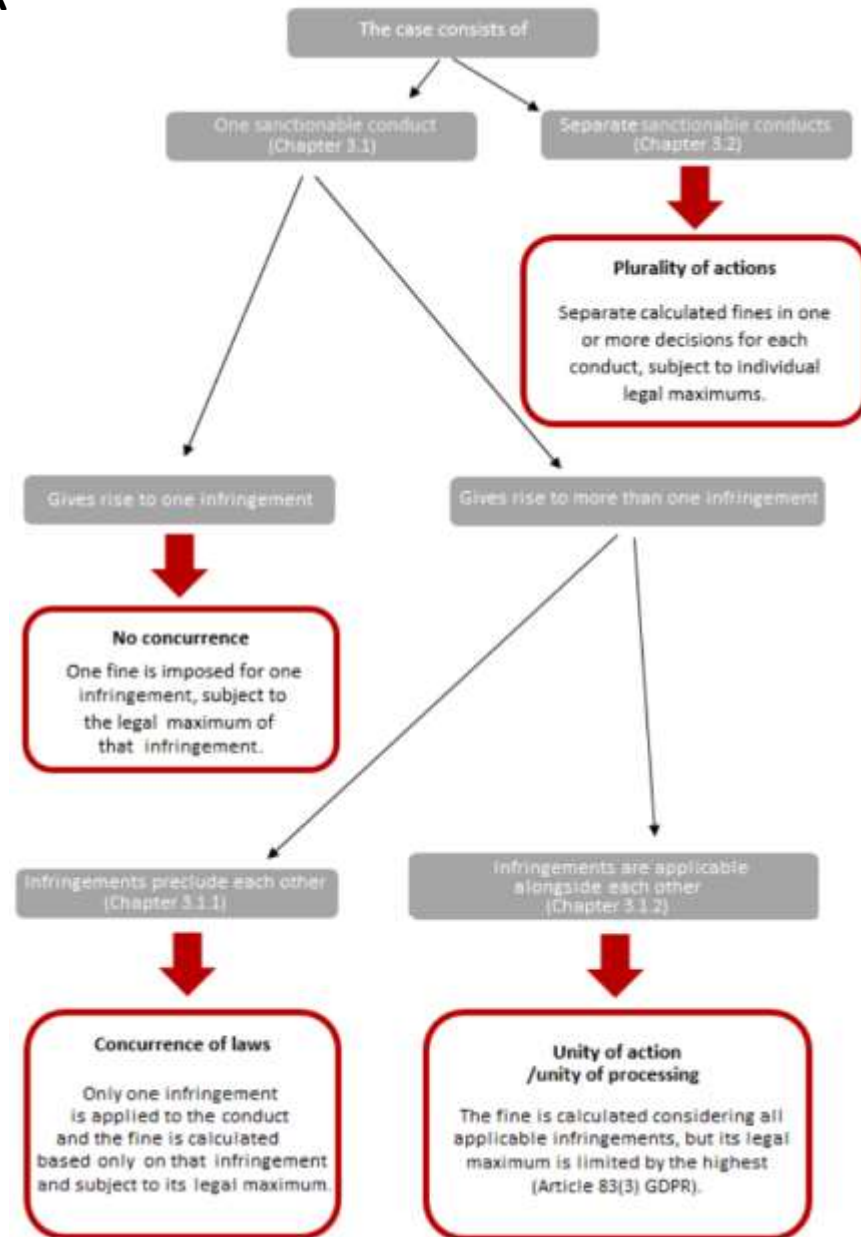 The case consists of
One sanctionable conduct
(Chapter 3.1)
Separate sanctionable conducts
(Chapter 3.2)
Plurality of actions
Separate calculated fines in one
or more decisions for each
conduct, subject to individual
legal maximums.
Gives rise to one infringement
Gives rise to more than one infringement
No concurrence
One fine is imposed for one
infringement, subject to
the legal maximum of
that infringement.
Infringements preclude each other
(Chapter 3.1.1)
Infringements are applicable
alongside each other
(Chapter 3.1.2)
Concurrence of laws
Only one infringement
is applied to the conduct
and the fine is calculated
based only on that infringement
and subject to its legal maximum.
Unity of action
/unity of processing
The fine is calculated considering all
applicable infringements, but its legal
maximum is limited by the highest
(Article 83(3) GDPR).